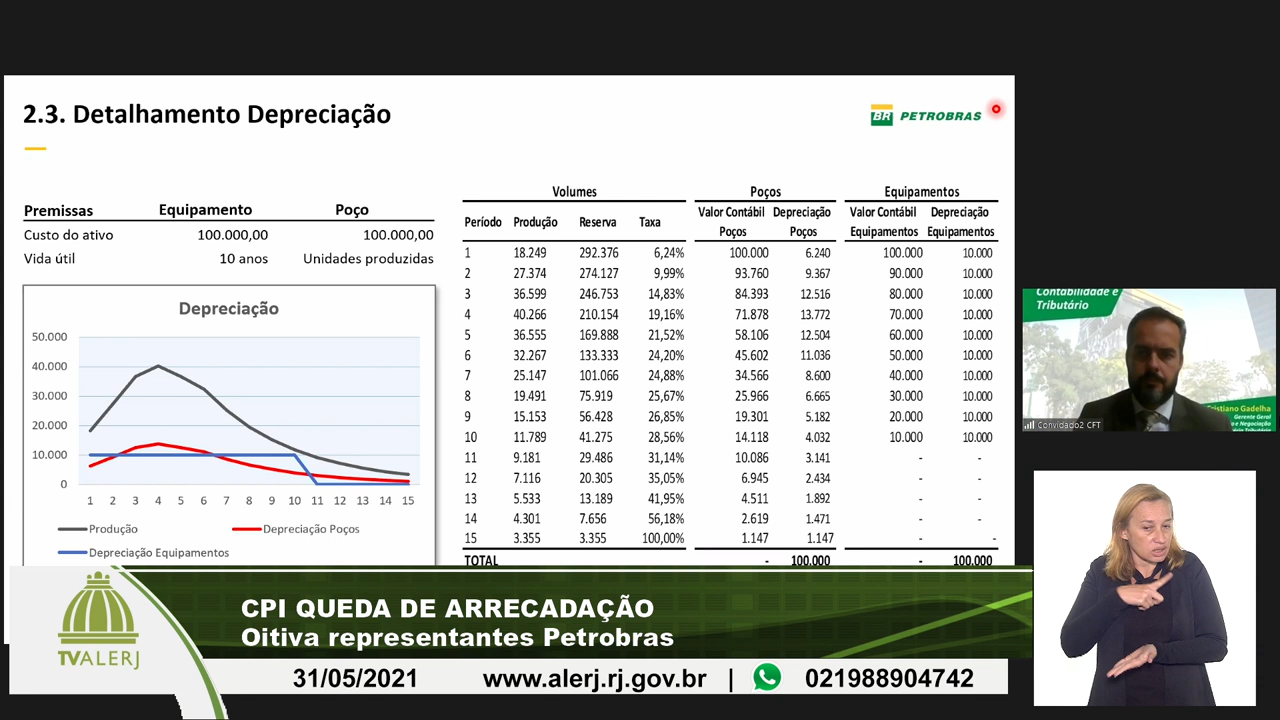 2.3. Detalhamento Depreciação
BR PETROBRAS
Premissas Equipamento Poço
Custo do ativo 100.000,00 100.000,00
Vida útil 10 anos Unidades produzidas
Depreciação
50.000
40.000
30.000
20.000
10.000
0
1 2 3 4 5 6 7 8 9 10 11 12 13 14 15
Produção Depreciação Poços
Depreciação Equipamentos
Volumes Poços Equipamentos
Período Produção Reserva Taxa Valor Contábil Poços Depreciação Poços Valor Contábil Equipamentos Depreciação Equipamentos
1 18.249 292.376 6,24% 100.000 6.240 100.000 10.000
2 27.374 274.127 9,99% 93.760 9.367 90.000 10.000
3 36.599 246.753 14,83% 84.393 12.516 80.000 10.000
4 40.266 210.154 19,16% 71.878 13.772 70.000 10.000
5 36.555 169.888 21,52% 58.106 12.504 60.000 10.000
6 32.267 133.333 24,20% 45.602 11.036 50.000 10.000
7 25.147 101.066 24,88% 34.566 8.600 40.000 10.000
8 19.491 75.919 25,67% 25.966 6.665 30.000 10.000
9 15.153 56.428 26,85% 19.301 5.182 20.000 10.000
10 11.789 41.275 28,56% 14.118 4.032 10.000 10.000
11 9.181 29.486 31,14% 10.086 3.141 - -
12 7.116 20.305 35,05% 6.945 2.434 - -
13 5.533 13.189 41,95% 4.511 1.892 - -
14 4.301 7.656 56,18% 2.619 1.471 - -
15 3.355 3.355 100,00% 1.147 1.147 - -
TOTAL - 100.000 - 100.000
Contabilidade e
Tributário
Cristiano Gadelha
Gerente Geral
o e Negociação
Tributário
Convidado2 CFT
TVALERJ
CPI QUEDA DE ARRECADAÇÃO
Oitiva representantes Petrobras
31/05/2021 www.alerj.rj.gov.br | 021988904742